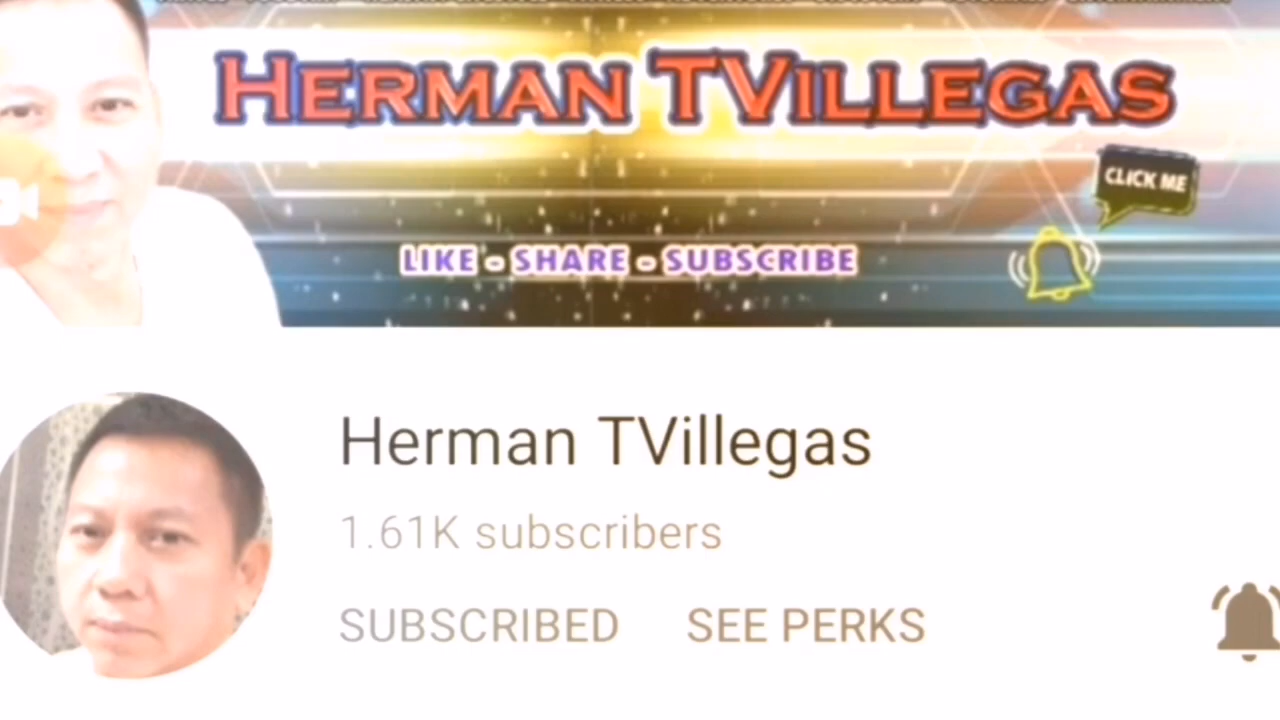 HERMAN TVILLEGAS
CLICK ME
LIKE - SHARE - SUBSCRIBE
Herman TVillegas
1.61K subscribers
SUBSCRIBED SEE PERKS